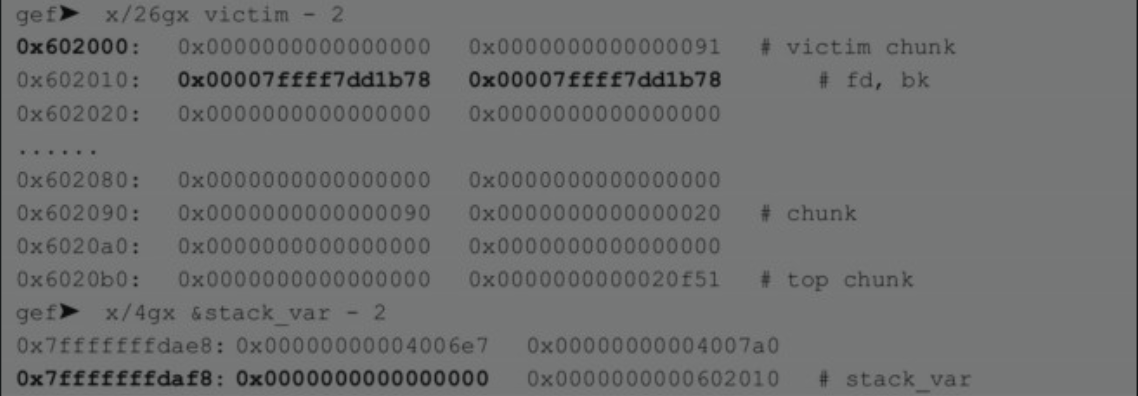 gef➤  x/26gx victim - 2
0x602000:  0x0000000000000000  0x0000000000000091  # victim chunk
0x602010:  0x00007ffff7dd1b78  0x00007ffff7dd1b78  # fd, bk
0x602020:  0x0000000000000000  0x0000000000000000
......
0x602080:  0x0000000000000000  0x0000000000000000
0x602090:  0x0000000000000090  0x0000000000000020  # chunk
0x6020a0:  0x0000000000000000  0x0000000000000000
0x6020b0:  0x0000000000000000  0x0000000000020f51  # top chunk
gef➤  x/4gx &stack_var - 2
0x7fffffffdae8: 0x00000000004006e7  0x00000000004007a0
0x7fffffffdaf8: 0x0000000000000000  0x0000000000602010  # stack_var